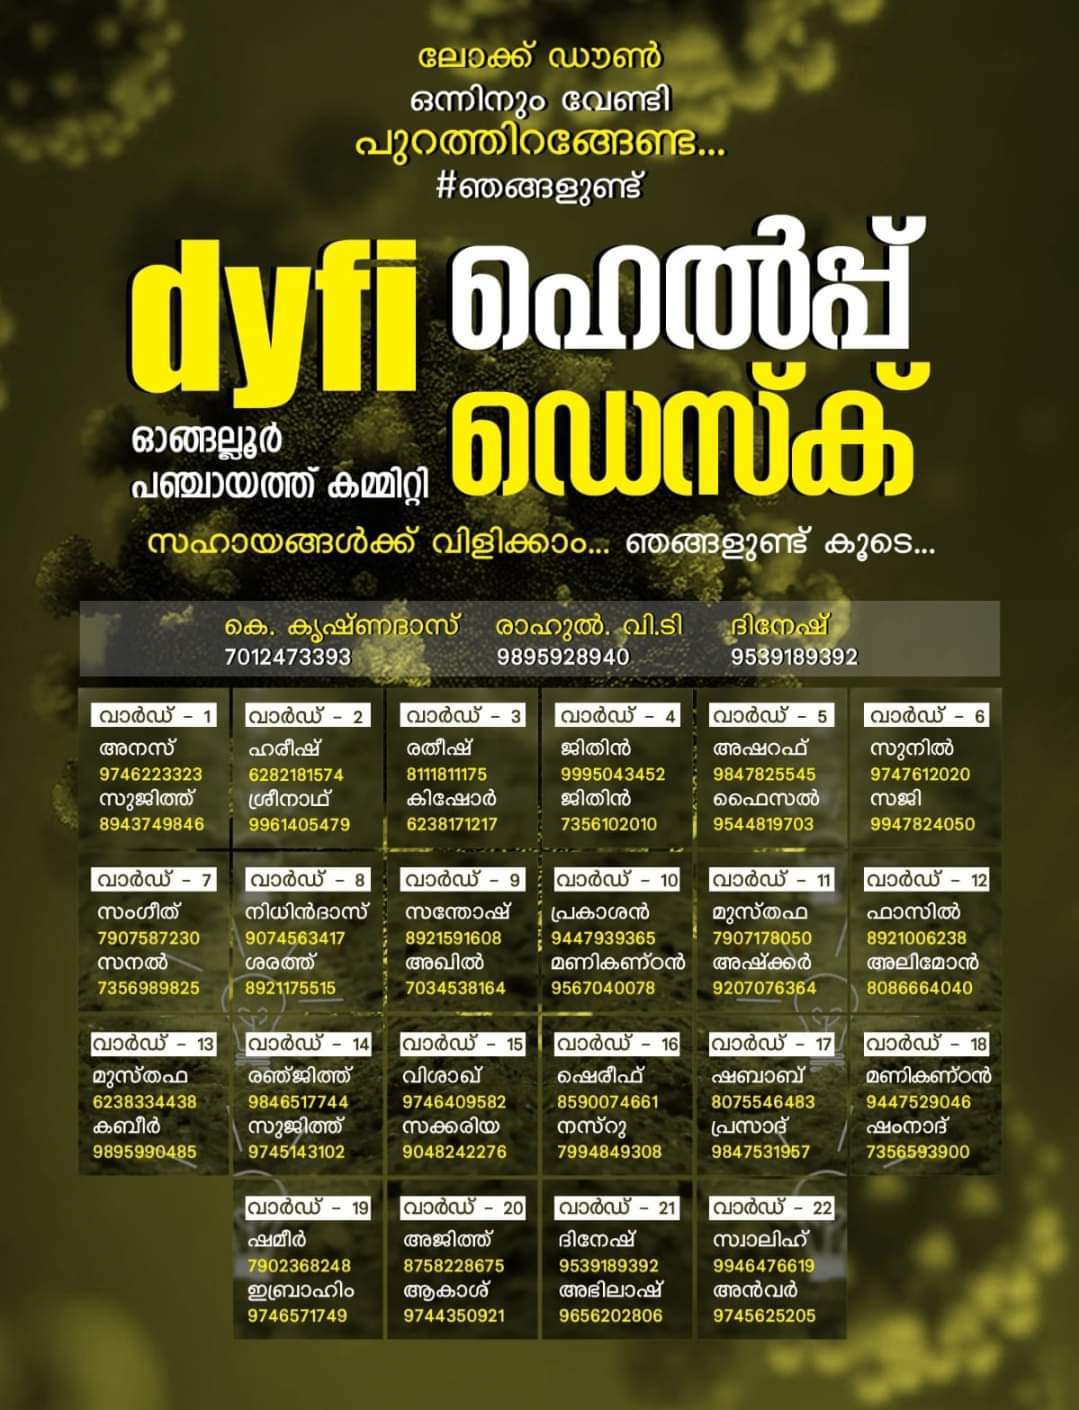 ലോക്ക് ഡൗൺ
ഒന്നിനും വേണ്ടി
പുറത്തിറങ്ങേണ്ട...
#ഞങ്ങളുണ്ട്
dyfi ഹെൽപ്പ്
ഡെസ്ക്
ഓങ്ങല്ലൂർ
പഞ്ചായത്ത് കമ്മിറ്റി
സഹായങ്ങൾക്ക് വിളിക്കാം... ഞങ്ങളുണ്ട് കൂടെ...
കെ. കൃഷ്ണദാസ് രാഹുൽ. വി.ടി ദിനേഷ്
7012473393 9895928940 9539189392
വാർഡ് - 1 വാർഡ് - 2 വാർഡ് - 3 വാർഡ് - 4 വാർഡ് - 5 വാർഡ് - 6
അനസ് ഹരീഷ് രതീഷ് ജിതിൻ അഷറഫ് സുനിൽ
9746223323 6282181574 8111811175 9995043452 9847825545 9747612020
സുജിത്ത് ശ്രീനാഥ് കിഷോർ ജിതിൻ ഫൈസൽ സജി
8943749846 9961405479 6238171217 7356102010 9544819703 9947824050
വാർഡ് - 7 വാർഡ് - 8 വാർഡ് - 9 വാർഡ് - 10 വാർഡ് - 11 വാർഡ് - 12
സംഗീത് നിധിൻദാസ് സന്തോഷ് പ്രകാശൻ മുസ്തഫ ഫാസിൽ
7907587230 9074563417 8921591608 9447939365 7907178050 8921006238
സനൽ ശരത്ത് അഖിൽ മണികണ്ഠൻ അഷ്ക്കർ അലിമോൻ
7356989825 8921175515 7034538164 9567040078 9207076364 8086664040
വാർഡ് - 13 വാർഡ് - 14 വാർഡ് - 15 വാർഡ് - 16 വാർഡ് - 17 വാർഡ് - 18
മുസ്തഫ രഞ്ജിത്ത് വിശാഖ് ഷെരീഫ് ഷബാബ് മണികണ്ഠൻ
6238334438 9846517744 9746409582 8590074661 8075546483 9447529046
കബീർ സുജിത്ത് സക്കരിയ നസ്റു പ്രസാദ് ഷംനാദ്
9895990485 9745143102 9048242276 7994849308 9847531957 7356593900
വാർഡ് - 19 വാർഡ് - 20 വാർഡ് - 21 വാർഡ് - 22
ഷമീർ അജിത്ത് ദിനേഷ് സ്വാലിഹ്
7902368248 8758228675 9539189392 9946476619
ഇബ്രാഹിം ആകാശ് അഭിലാഷ് അൻവർ
9746571749 9744350921 9656202806 9745625205